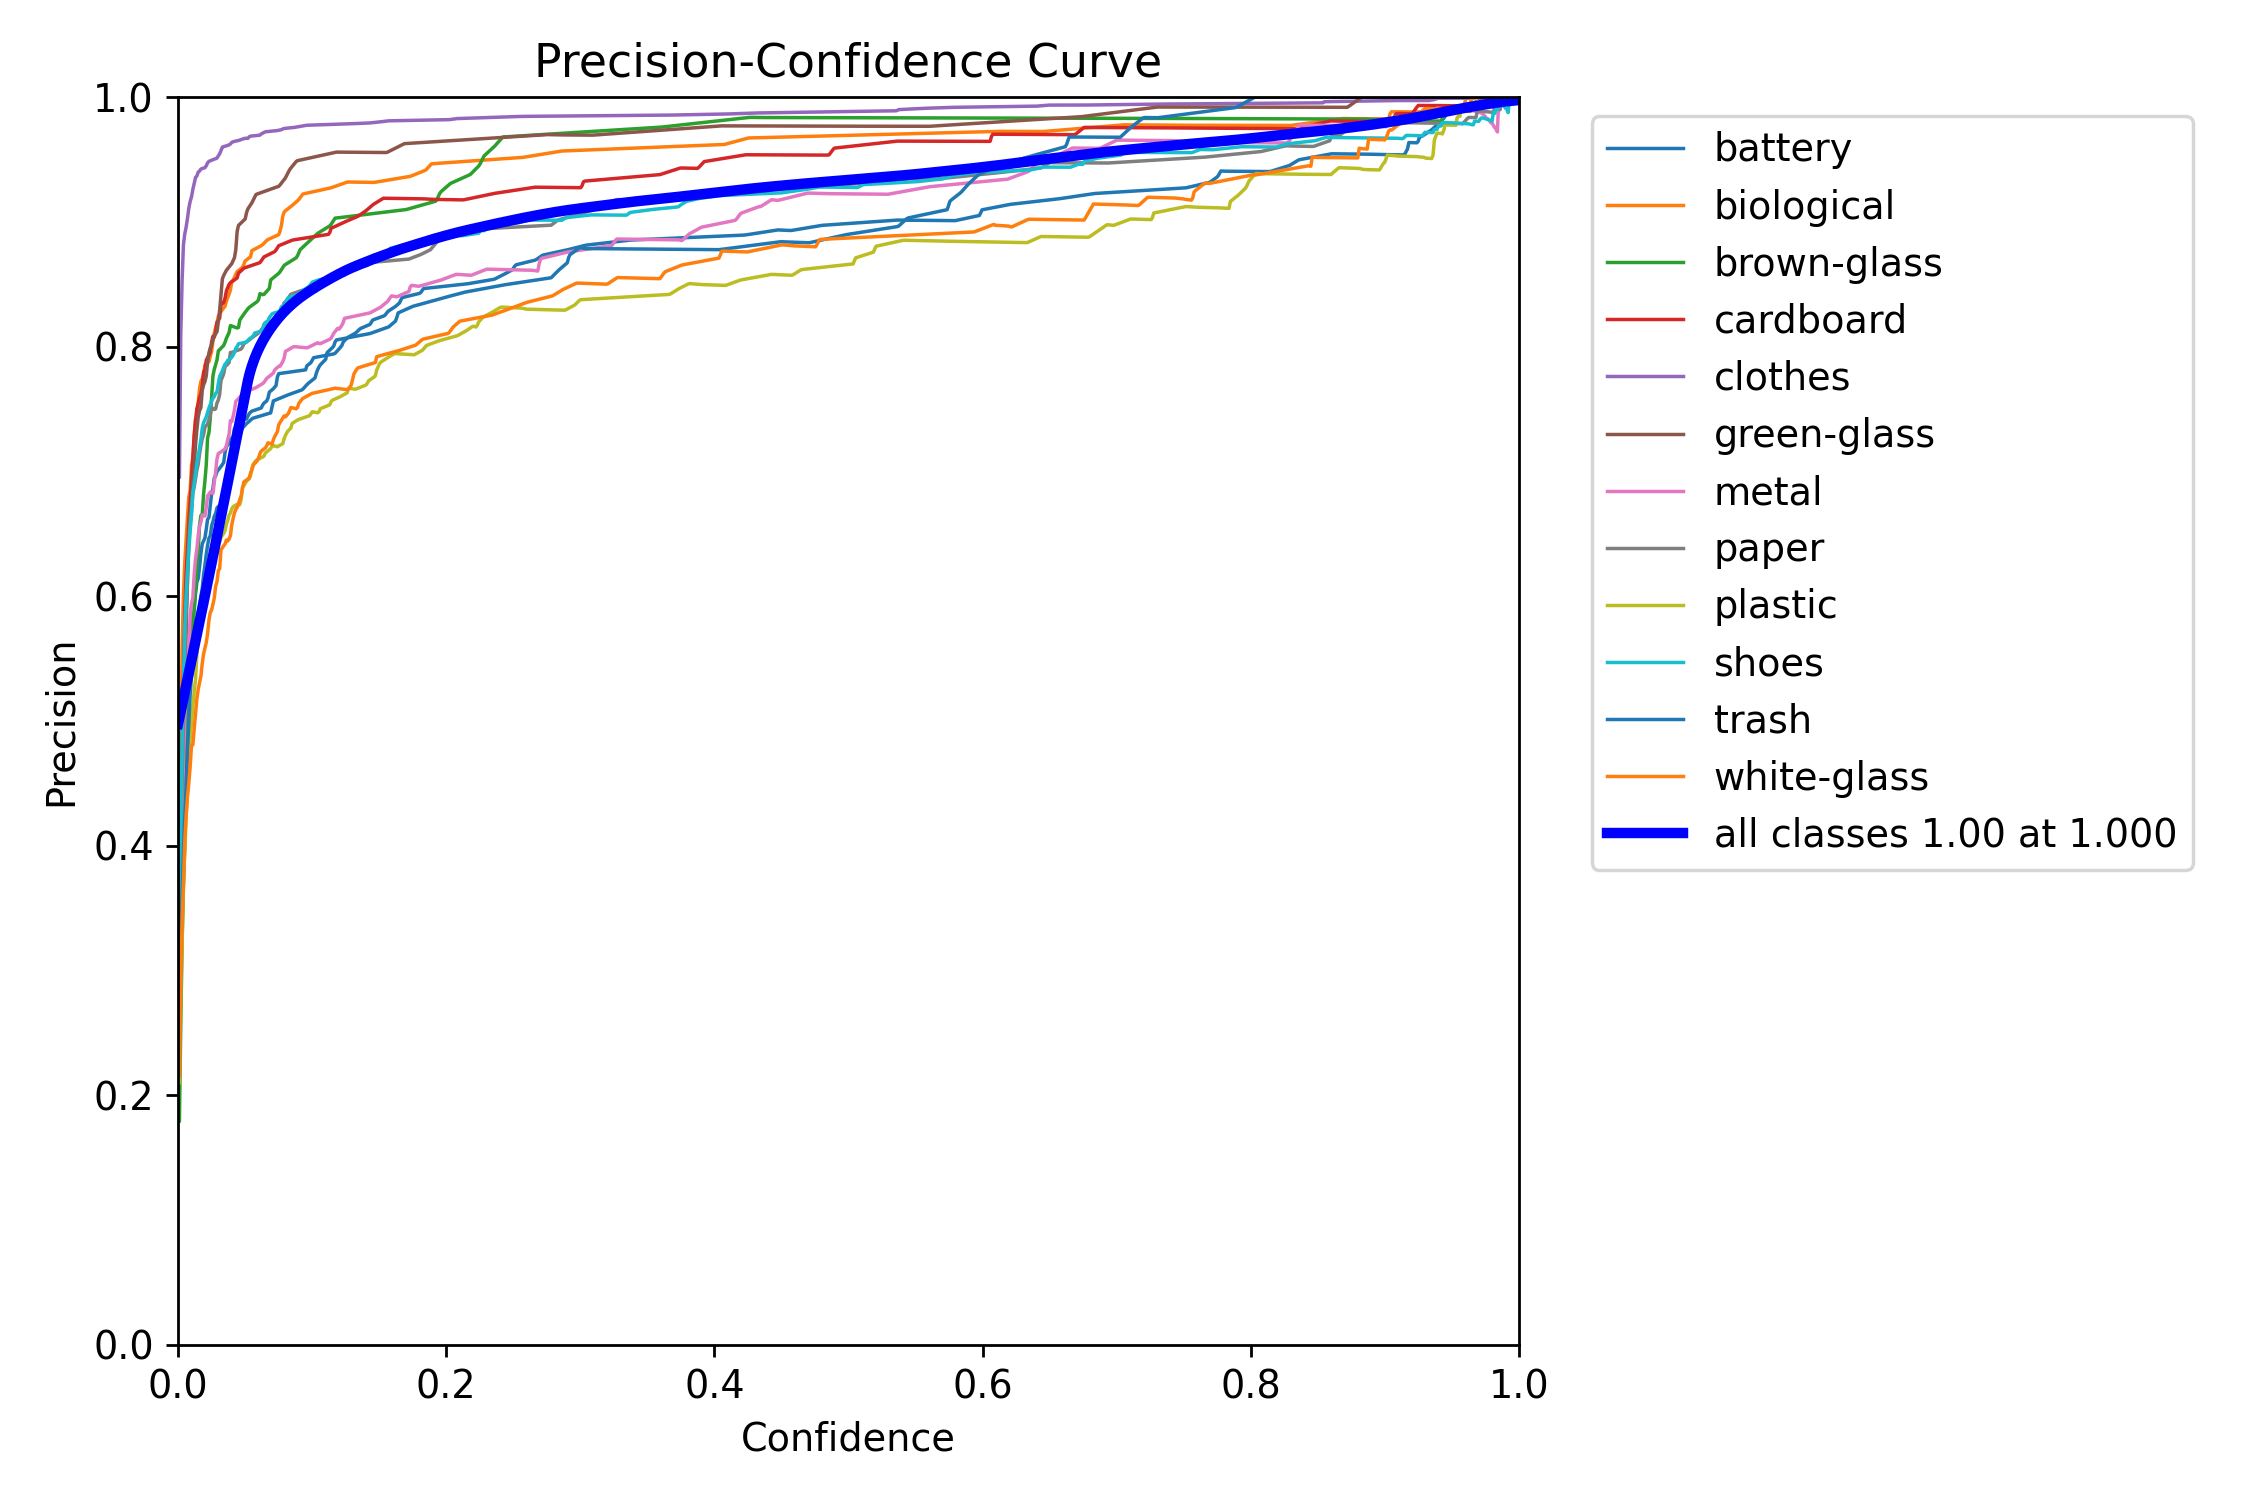 Precision-Confidence Curve
1.0
0.8
0.6
0.4
0.2
0.0
Precision
0.0 0.2 0.4 0.6 0.8 1.0
Confidence
battery
biological
brown-glass
cardboard
clothes
green-glass
metal
paper
plastic
shoes
trash
white-glass
all classes 1.00 at 1.000